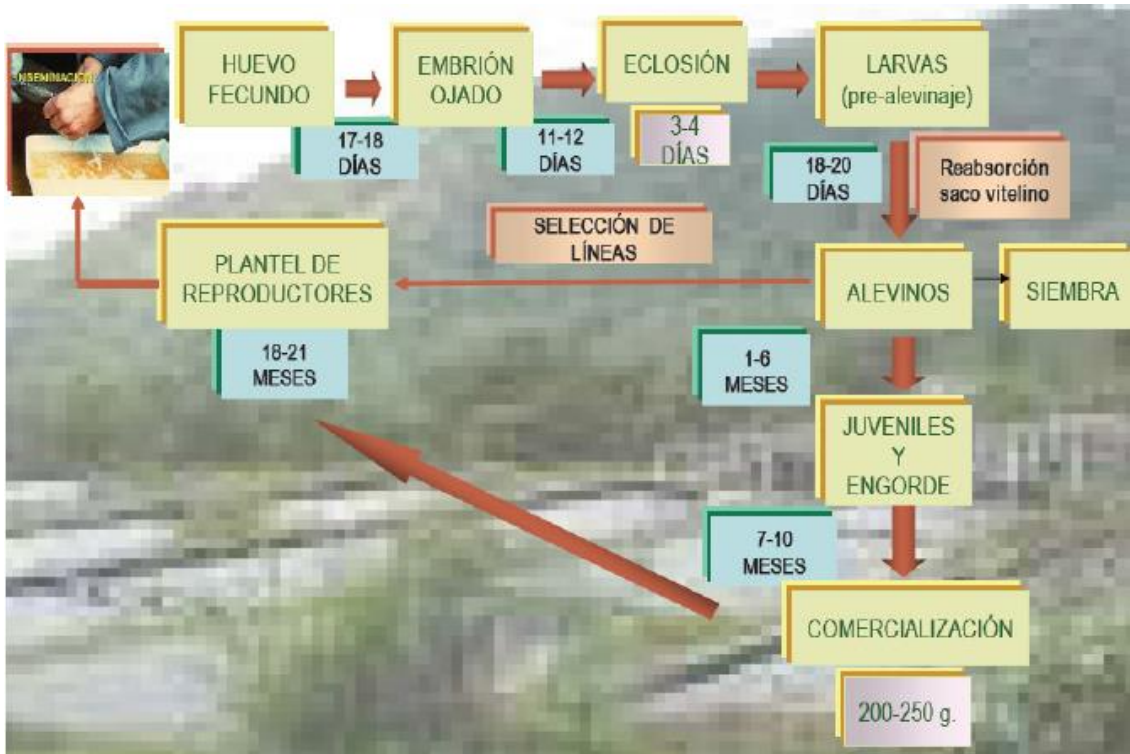 INSEMINACIÓN
HUEVO
FECUNDO
17-18
DÍAS
EMBRIÓN
OJADO
11-12
DÍAS
ECLOSIÓN
3-4
DÍAS
LARVAS
(pre-alevinaje)
18-20
DÍAS
Reabsorción
saco vitelino
SELECCIÓN DE
LÍNEAS
PLANTEL DE
REPRODUCTORES
18-21
MESES
ALEVINOS
SIEMBRA
1-6
MESES
JUVENILES
Y
ENGORDE
7-10
MESES
COMERCIALIZACIÓN
200-250 g.